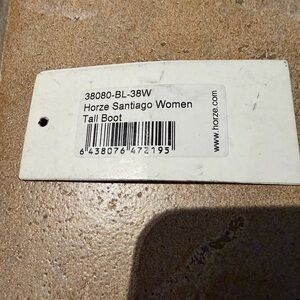 38080-BL-38W
Horze Santiago Women
Tall Boot
6 438076 472195
www.horze.com